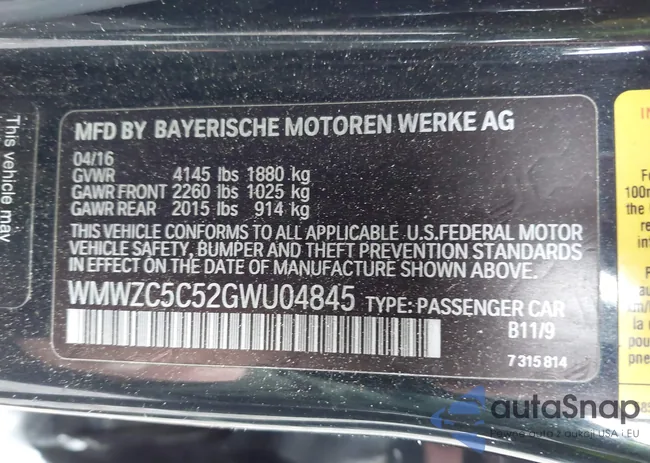 This vehicle may
MFD BY BAYERISCHE MOTOREN WERKE AG
04/16
GVWR 4145 lbs 1880 kg
GAWR FRONT 2260 lbs 1025 kg
GAWR REAR 2015 lbs 914 kg
THIS VEHICLE CONFORMS TO ALL APPLICABLE U.S.FEDERAL MOTOR
VEHICLE SAFETY, BUMPER AND THEFT PREVENTION STANDARDS
IN EFFECT ON THE DATE OF MANUFACTURE SHOWN ABOVE.
WMWZC5C52GWU04845 TYPE: PASSENGER CAR
B11/9
7 315 814
100m
the
autaSnap